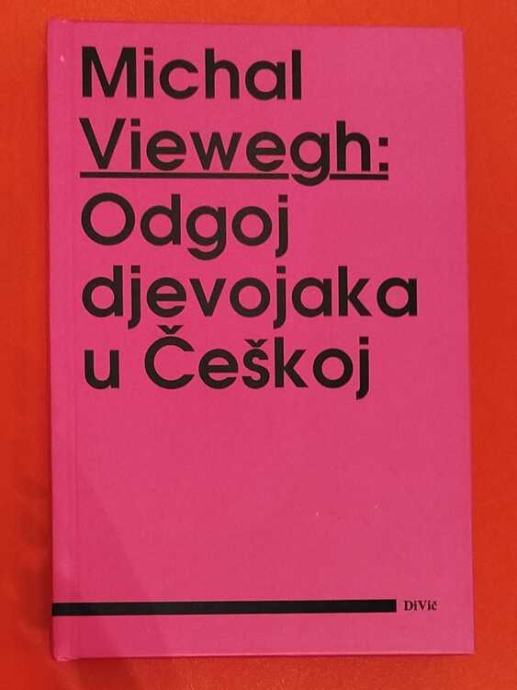 Michal
Viewegh:
Odgoj
djevojaka
u Češkoj
DiVič